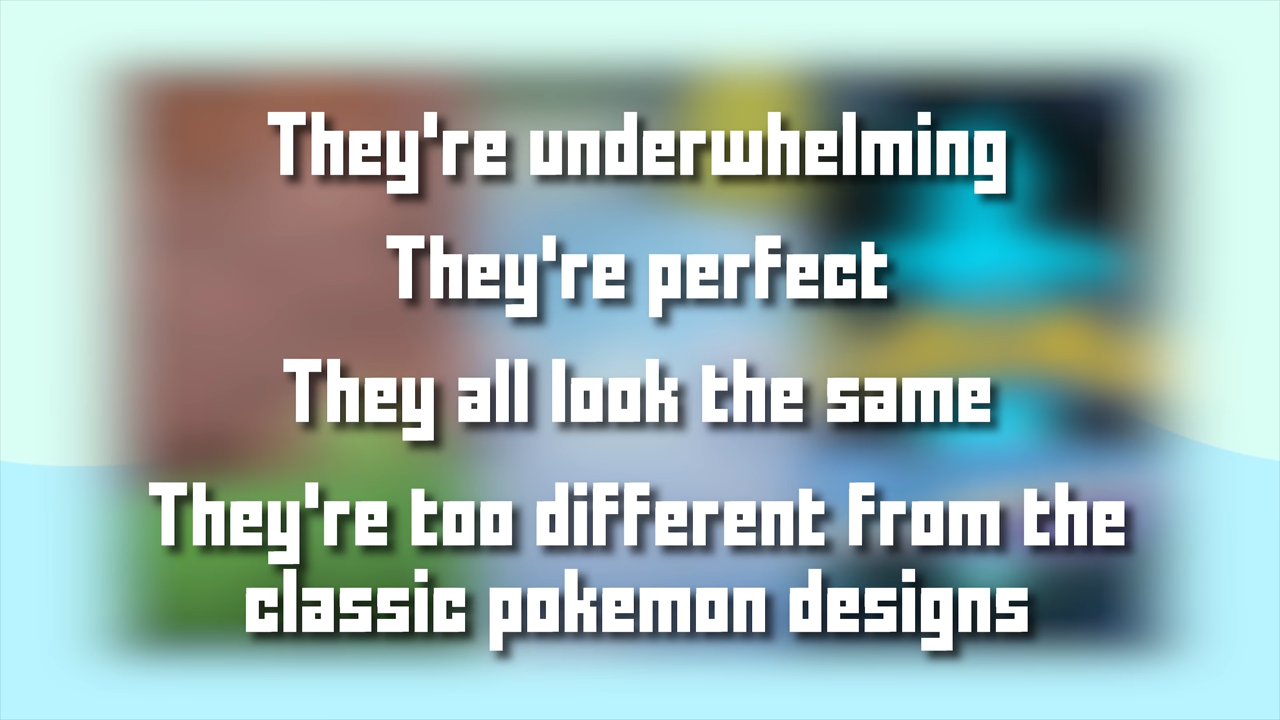 They're underwhelming
They're perfect
They all look the same
They're too different from the
classic pokemon designs